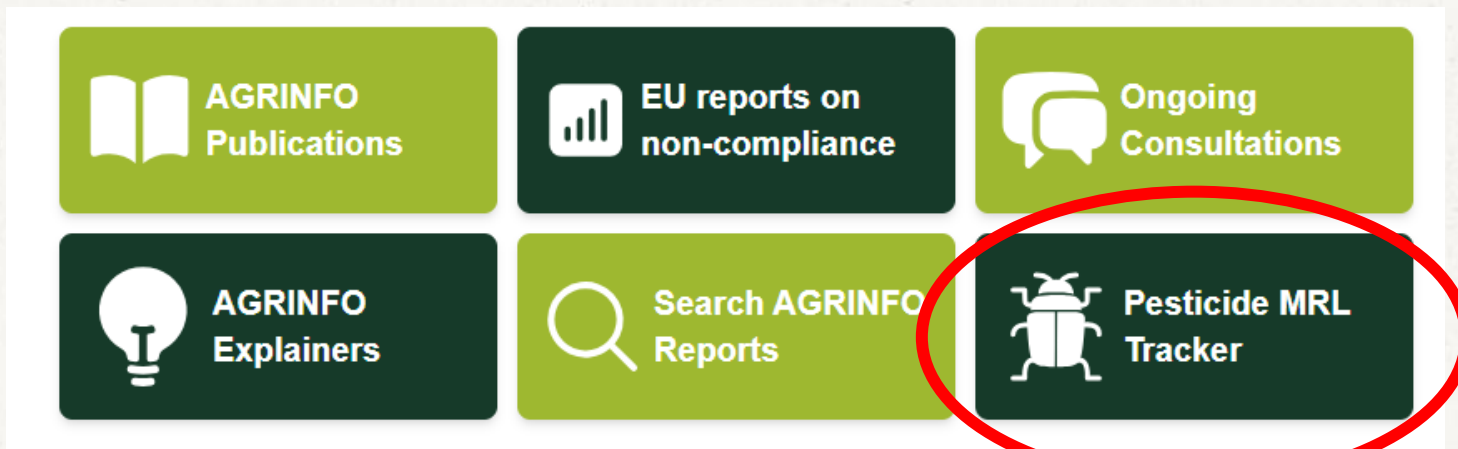 AGRINFO
Publications
EU reports on
non-compliance
Ongoing
Consultations
AGRINFO
Explainers
Search AGRINFO
Reports
Pesticide MRL
Tracker